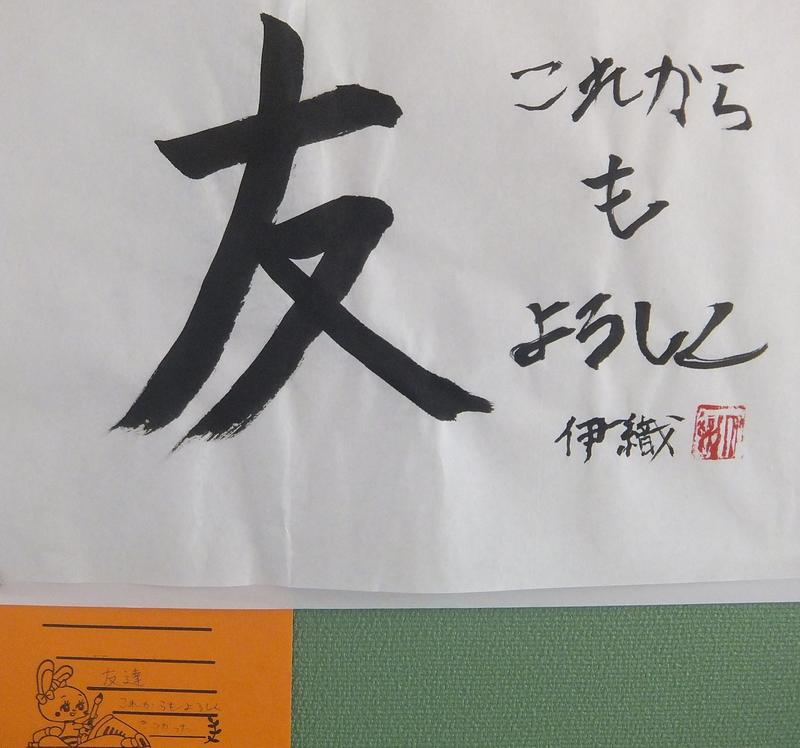 友
これから
も
よろしく
伊織
友達
これからもよろしく